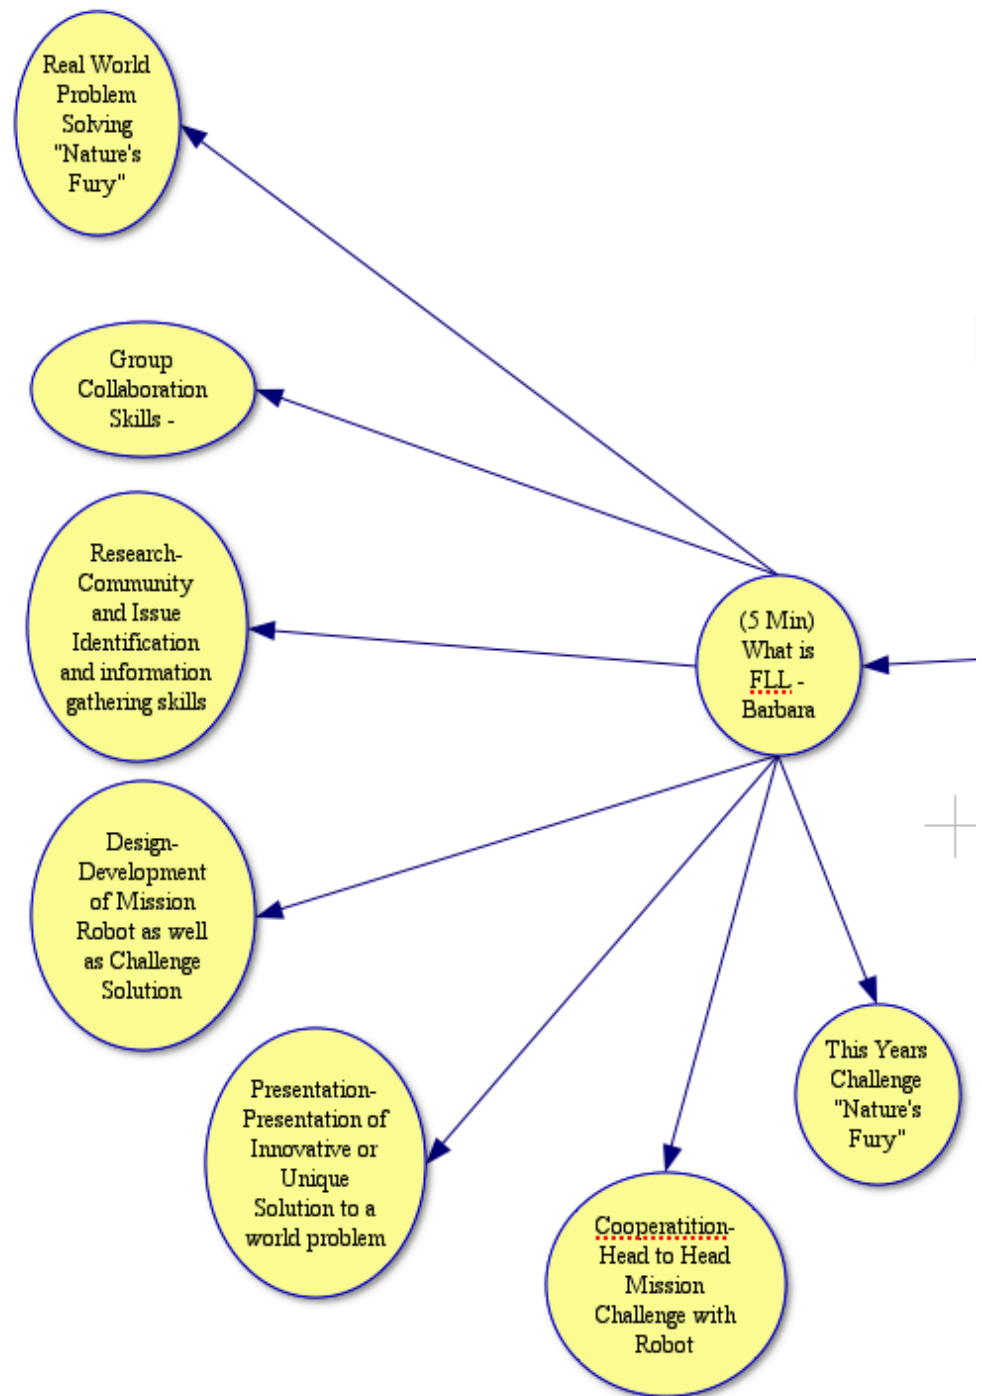 Real World
Problem
Solving
"Nature's
Fury"
Group
Collaboration
Skills -
Research-
Community
and Issue
Identification
and information
gathering skills
(5 Min)
What is
FLL -
Barbara
Design-
Development
of Mission
Robot as well
as Challenge
Solution
Presentation-
Presentation of
Innovative or
Unique
Solution to a
world problem
Cooperatition-
Head to Head
Mission
Challenge with
Robot
This Years
Challenge
"Nature's
Fury"